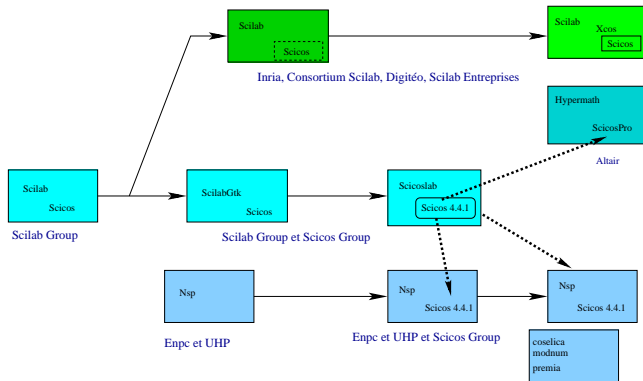 Scilab
Scicos
Scilab
Xcos
Scicos
Inria, Consortium Scilab, Digitéo, Scilab Entreprises
Hypermath
ScicosPro
Altair
Scilab
Scicos
Scilab Group
ScilabGtk
Scicos
Scilab Group et Scicos Group
Scicoslab
Scicos 4.4.1
Nsp
Enpc et UHP
Nsp
Scicos 4.4.1
Enpc et UHP et Scicos Group
Nsp
Scicos 4.4.1
coselica
modnum
premia